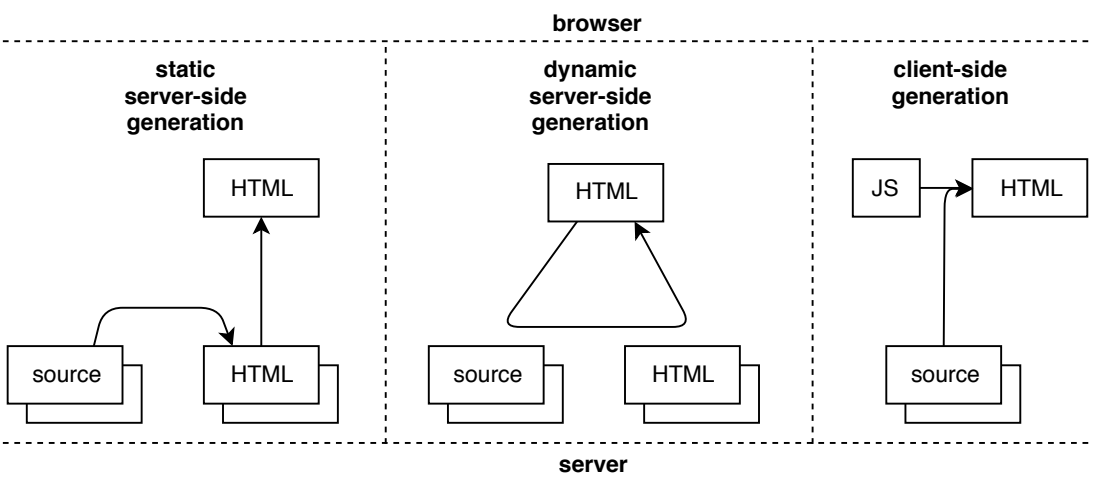 browser
static
server-side
generation
HTML
source
HTML
dynamic
server-side
generation
HTML
source
HTML
client-side
generation
JS
HTML
source
server